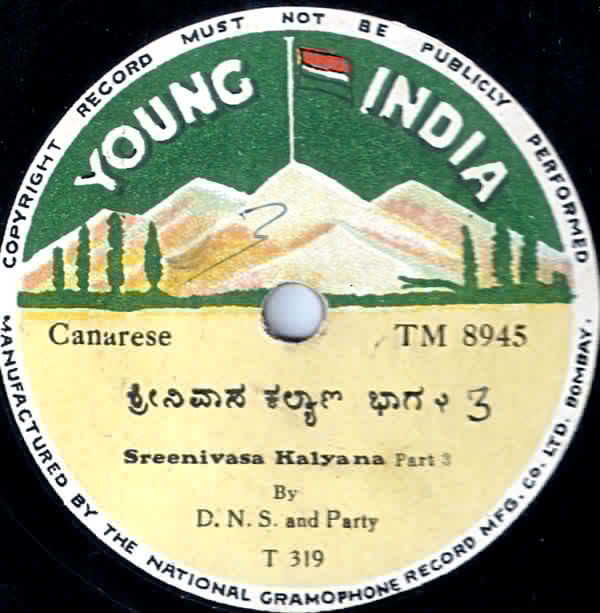 COPYRIGHT RECORD MUST NOT BE PUBLICLY PERFORMED
YOUNG INDIA
Canarese TM 8945
ಶ್ರೀನಿವಾಸ ಕಲ್ಯಾಣ ಭಾಗ 3
Sreenivasa Kalyana Part 3
By
D. N. S. and Party
T 319
MANUFACTURED BY THE NATIONAL GRAMOPHONE RECORD MFG. Co. LTD. BOMBAY.